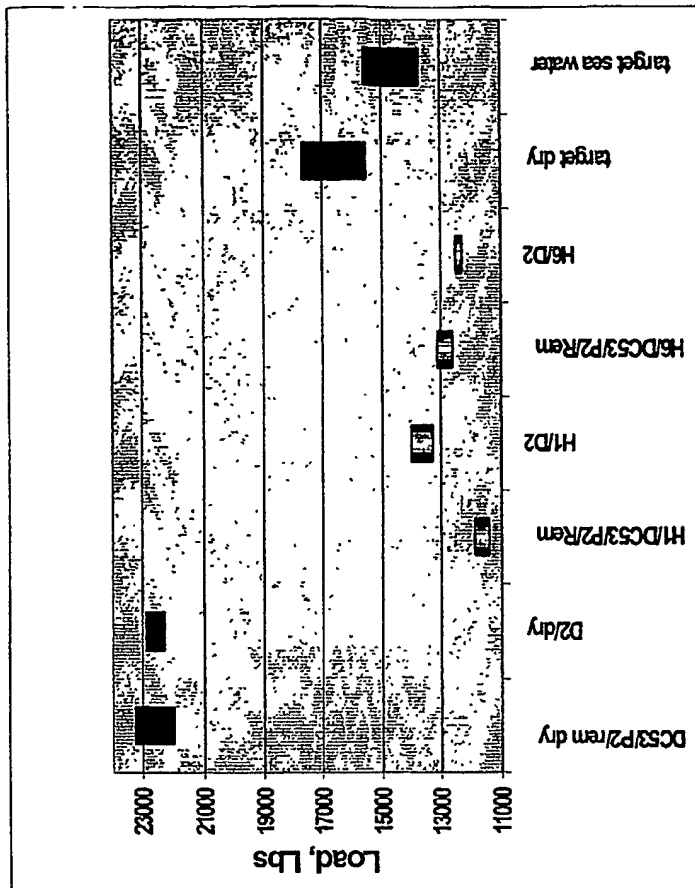 Load, Lbs
23000
21000
19000
17000
15000
13000
11000
DC53/P2/rem dry
D2/dry
H1/DC53/P2/Rem
H1/D2
H6/DC53/P2/Rem
H6/D2
target dry
target sea water